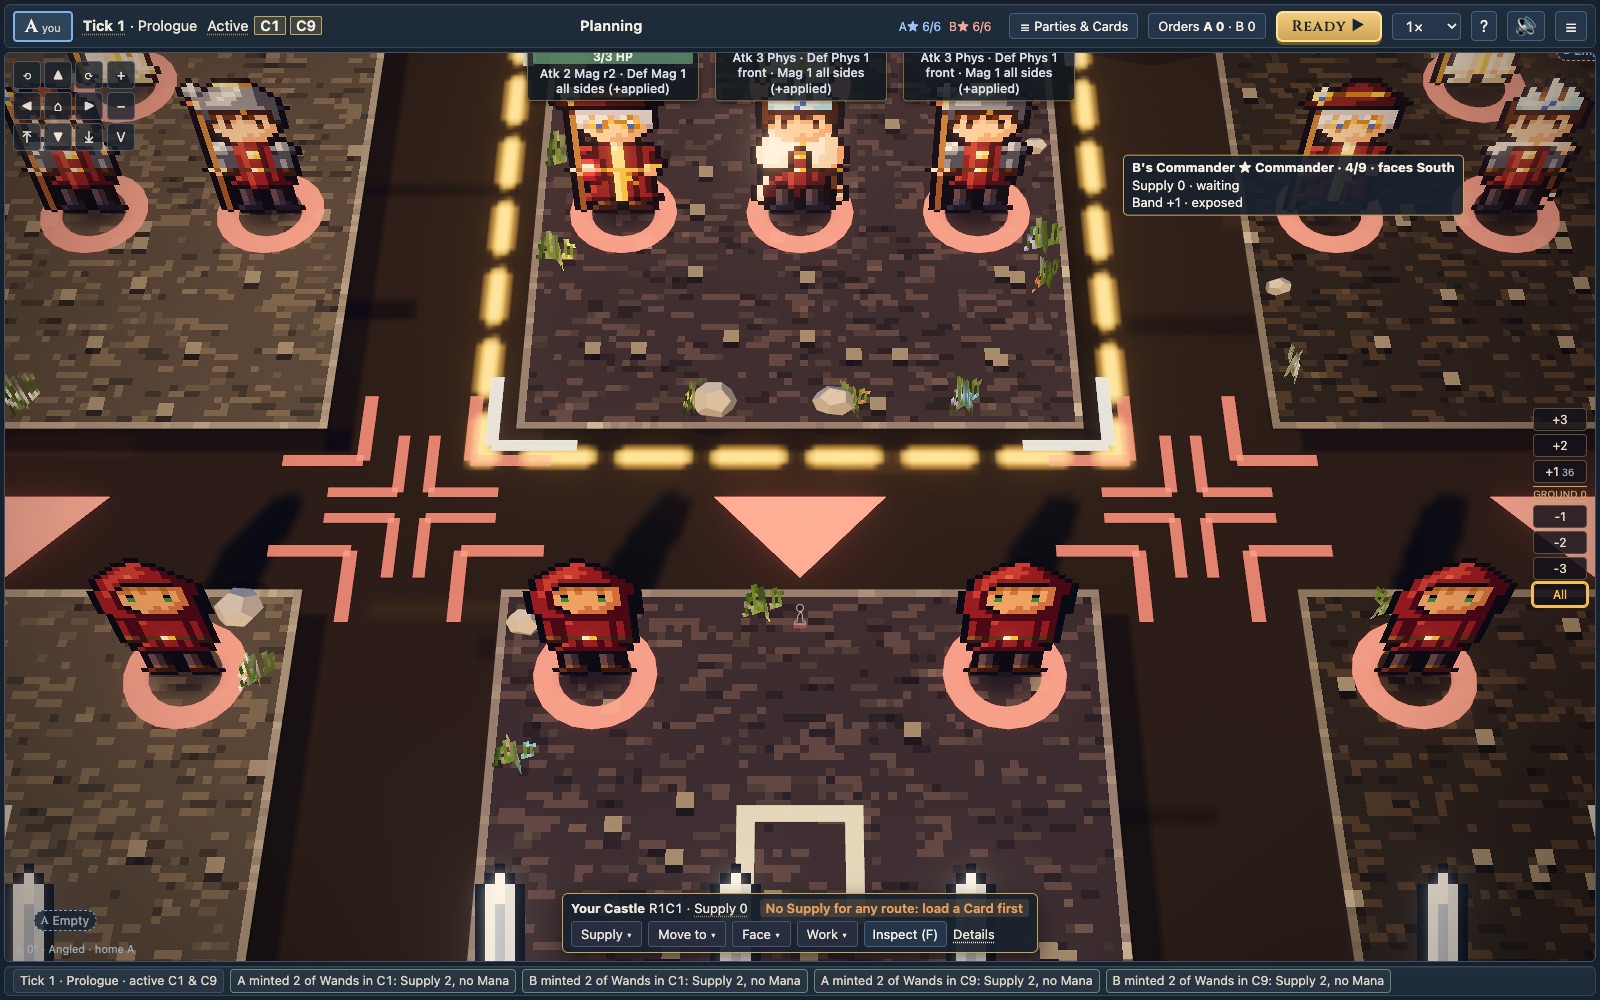 A you
Tick 1 · Prologue
Active C1 C9
Planning
A★ 6/6 B★ 6/6
≡ Parties & Cards
Orders A 0 · B 0
READY ▶
1×
?
≡
3/3 HP
Atk 2 Mag r2 · Def Mag 1
all sides (+applied)
Atk 3 Phys · Def Phys 1
front · Mag 1 all sides
(+applied)
Atk 3 Phys · Def Phys 1
front · Mag 1 all sides
(+applied)
V
B's Commander ★ Commander · 4/9 · faces South
Supply 0 · waiting
Band +1 · exposed
+3
+2
+1 36
GROUND 0
-1
-2
-3
All
A Empty
Angled · home A
Your Castle R1C1 · Supply 0 No Supply for any route: load a Card first
Supply ▾ Move to ▾ Face ▾ Work ▾ Inspect (F) Details
Tick 1 · Prologue · active C1 & C9
A minted 2 of Wands in C1: Supply 2, no Mana
B minted 2 of Wands in C1: Supply 2, no Mana
A minted 2 of Wands in C9: Supply 2, no Mana
B minted 2 of Wands in C9: Supply 2, no Mana